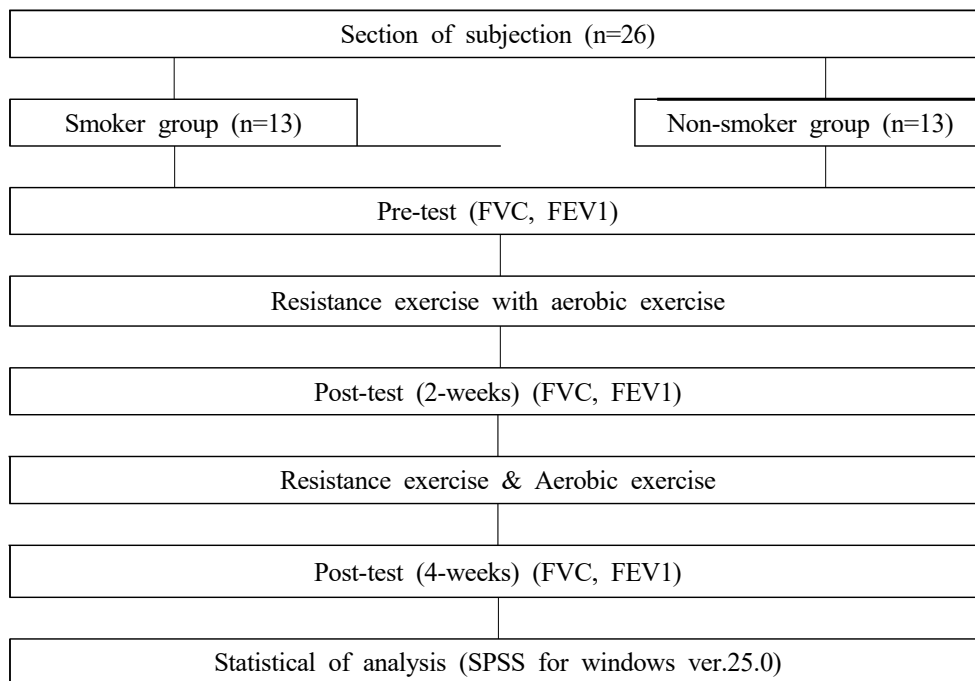 Section of subjection (n=26)
Smoker group (n=13)
Non-smoker group (n=13)
Pre-test (FVC, FEV1)
Resistance exercise with aerobic exercise
Post-test (2-weeks) (FVC, FEV1)
Resistance exercise & Aerobic exercise
Post-test (4-weeks) (FVC, FEV1)
Statistical of analysis (SPSS for windows ver.25.0)